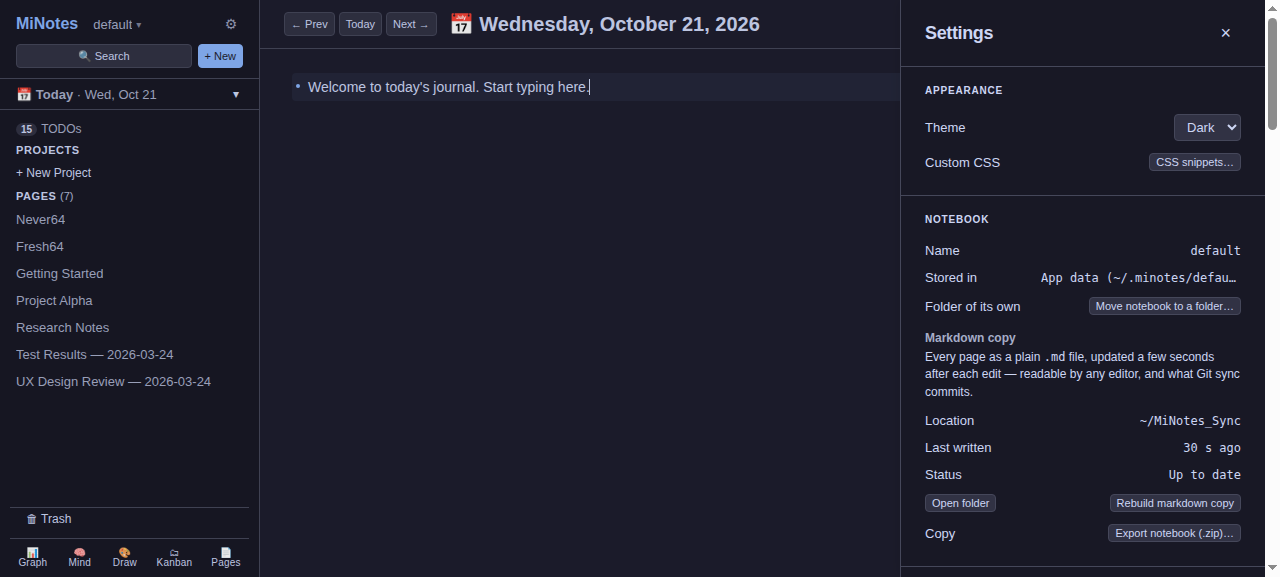 MiNotes default ▾ ⚙
🔍 Search + New
📅 Today · Wed, Oct 21 ▾
15 TODOs
PROJECTS
+ New Project
PAGES (7)
Never64
Fresh64
Getting Started
Project Alpha
Research Notes
Test Results — 2026-03-24
UX Design Review — 2026-03-24
🗑 Trash
Graph Mind Draw Kanban Pages
← Prev Today Next → 📅 Wednesday, October 21, 2026
• Welcome to today's journal. Start typing here.
Settings ×
APPEARANCE
Theme Dark
Custom CSS CSS snippets…
NOTEBOOK
Name default
Stored in App data (~/.minotes/defau…
Folder of its own Move notebook to a folder…
Markdown copy
Every page as a plain .md file, updated a few seconds
after each edit — readable by any editor, and what Git sync
commits.
Location ~/MiNotes_Sync
Last written 30 s ago
Status Up to date
Open folder Rebuild markdown copy
Copy Export notebook (.zip)…